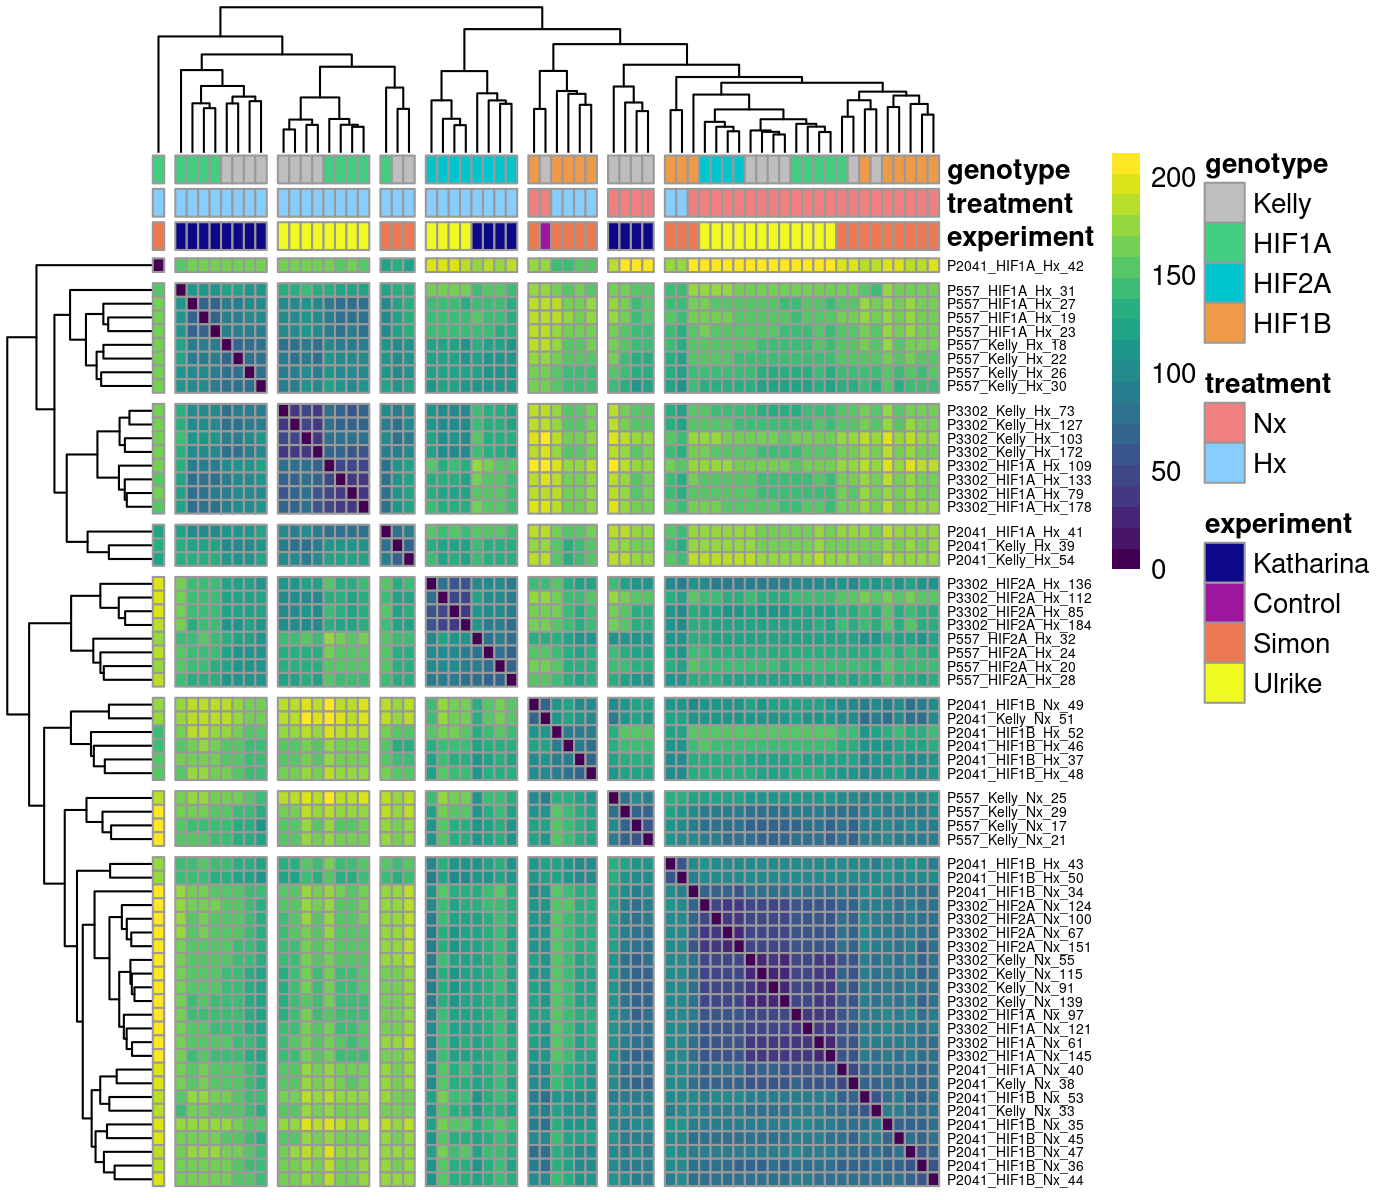 genotype
treatment
experiment
P2041_HIF1A_Hx_42
P557_HIF1A_Hx_31
P557_HIF1A_Hx_27
P557_HIF1A_Hx_19
P557_HIF1A_Hx_23
P557_Kelly_Hx_18
P557_Kelly_Hx_22
P557_Kelly_Hx_26
P557_Kelly_Hx_30
P3302_Kelly_Hx_73
P3302_Kelly_Hx_127
P3302_Kelly_Hx_103
P3302_Kelly_Hx_172
P3302_HIF1A_Hx_109
P3302_HIF1A_Hx_133
P3302_HIF1A_Hx_79
P3302_HIF1A_Hx_178
P2041_HIF1A_Hx_41
P2041_Kelly_Hx_39
P2041_Kelly_Hx_54
P3302_HIF2A_Hx_136
P3302_HIF2A_Hx_112
P3302_HIF2A_Hx_85
P3302_HIF2A_Hx_184
P557_HIF2A_Hx_32
P557_HIF2A_Hx_24
P557_HIF2A_Hx_20
P557_HIF2A_Hx_28
P2041_HIF1B_Nx_49
P2041_Kelly_Nx_51
P2041_HIF1B_Hx_52
P2041_HIF1B_Hx_46
P2041_HIF1B_Hx_37
P2041_HIF1B_Hx_48
P557_Kelly_Nx_25
P557_Kelly_Nx_29
P557_Kelly_Nx_17
P557_Kelly_Nx_21
P2041_HIF1B_Hx_43
P2041_HIF1B_Hx_50
P2041_HIF1B_Nx_34
P3302_HIF2A_Nx_124
P3302_HIF2A_Nx_100
P3302_HIF2A_Nx_67
P3302_HIF2A_Nx_151
P3302_Kelly_Nx_55
P3302_Kelly_Nx_115
P3302_Kelly_Nx_91
P3302_Kelly_Nx_139
P3302_HIF1A_Nx_97
P3302_HIF1A_Nx_121
P3302_HIF1A_Nx_61
P3302_HIF1A_Nx_145
P2041_HIF1A_Nx_40
P2041_Kelly_Nx_38
P2041_HIF1B_Nx_53
P2041_Kelly_Nx_33
P2041_HIF1B_Nx_35
P2041_HIF1B_Nx_45
P2041_HIF1B_Nx_47
P2041_HIF1B_Nx_36
P2041_HIF1B_Nx_44
200
150
100
50
0
genotype
Kelly
HIF1A
HIF2A
HIF1B
treatment
Nx
Hx
experiment
Katharina
Control
Simon
Ulrike